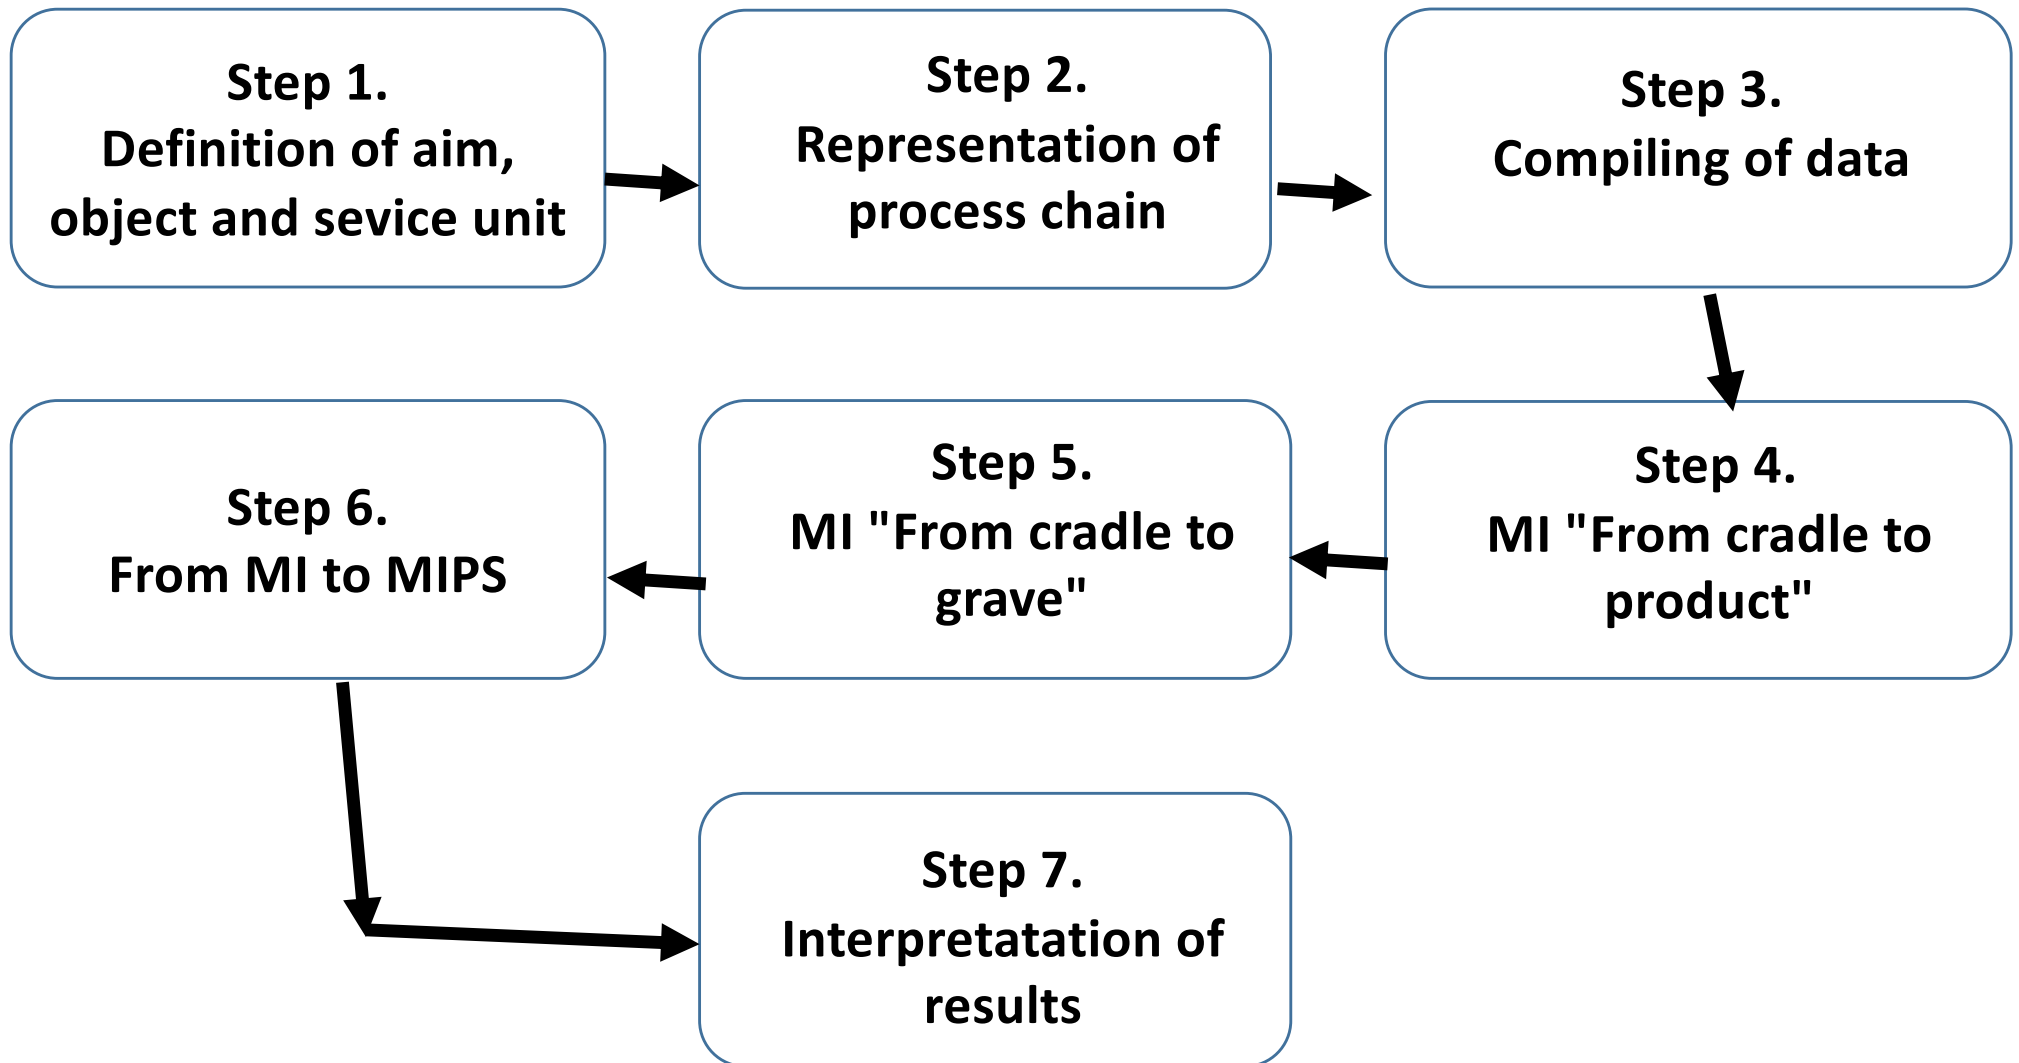 Step 1.
Definition of aim,
object and sevice unit
Step 2.
Representation of
process chain
Step 3.
Compiling of data
Step 4.
MI "From cradle to
product"
Step 5.
MI "From cradle to
grave"
Step 6.
From MI to MIPS
Step 7.
Interpretatation of
results